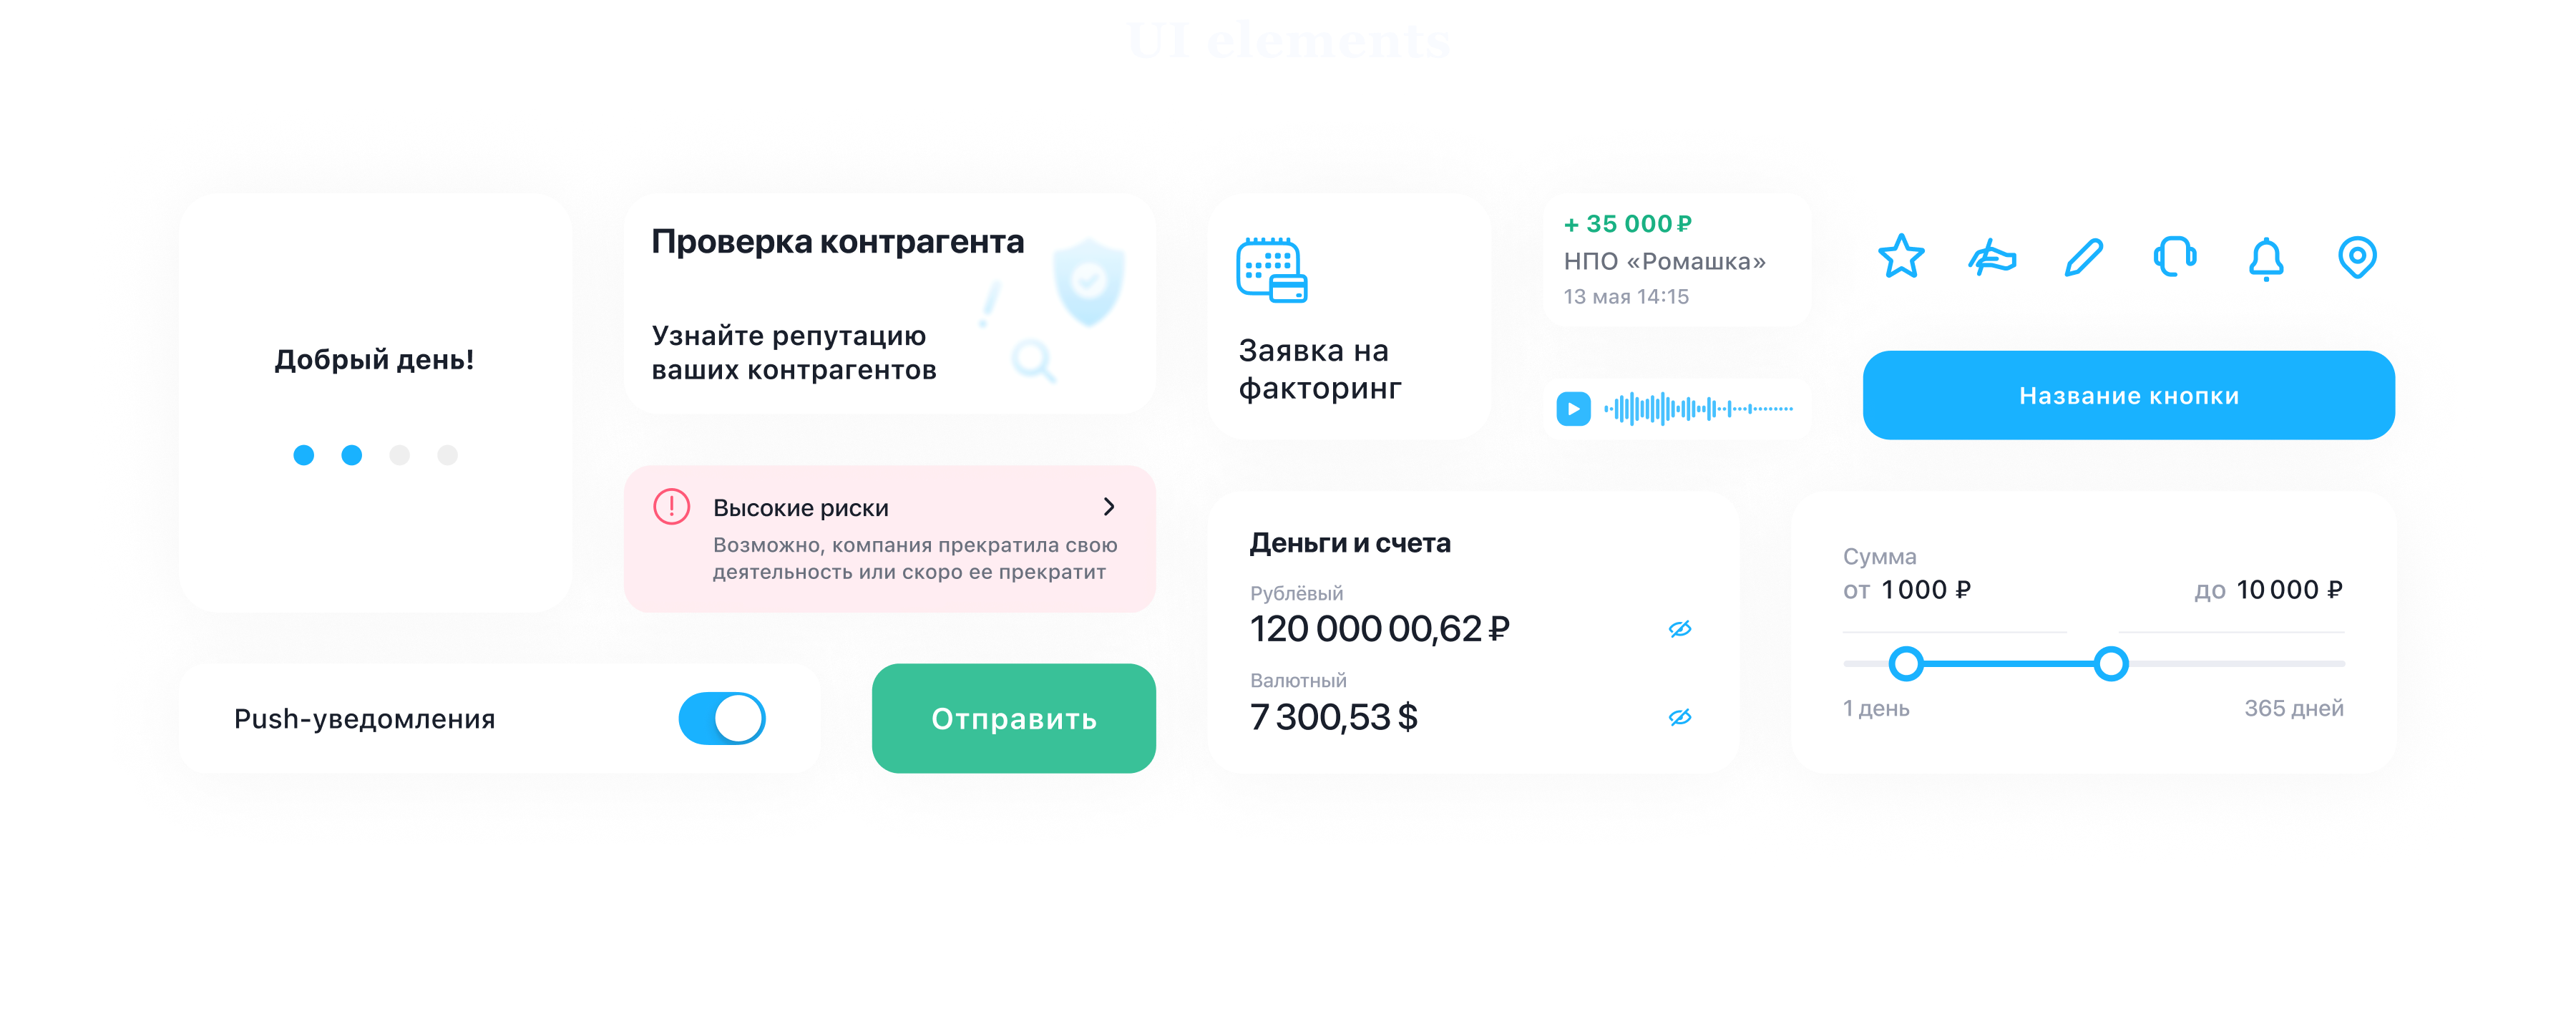 UI elements
Добрый день!
Проверка контрагента
Узнайте репутацию
ваших контрагентов
Высокие риски
Возможно, компания прекратила свою
деятельность или скоро ее прекратит
Push-уведомления
Отправить
Заявка на
факторинг
+ 35 000 ₽
НПО «Ромашка»
13 мая 14:15
Название кнопки
Деньги и счета
Рублёвый
120 000 00,62 ₽
Валютный
7 300,53 $
Сумма
от 1 000 ₽
до 10 000 ₽
1 день
365 дней